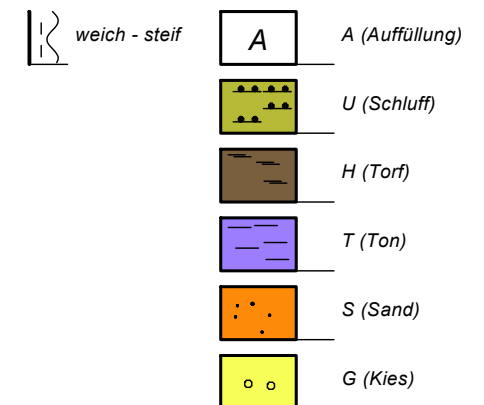 weich - steif
A A (Auffüllung)
U (Schluff)
H (Torf)
T (Ton)
S (Sand)
G (Kies)